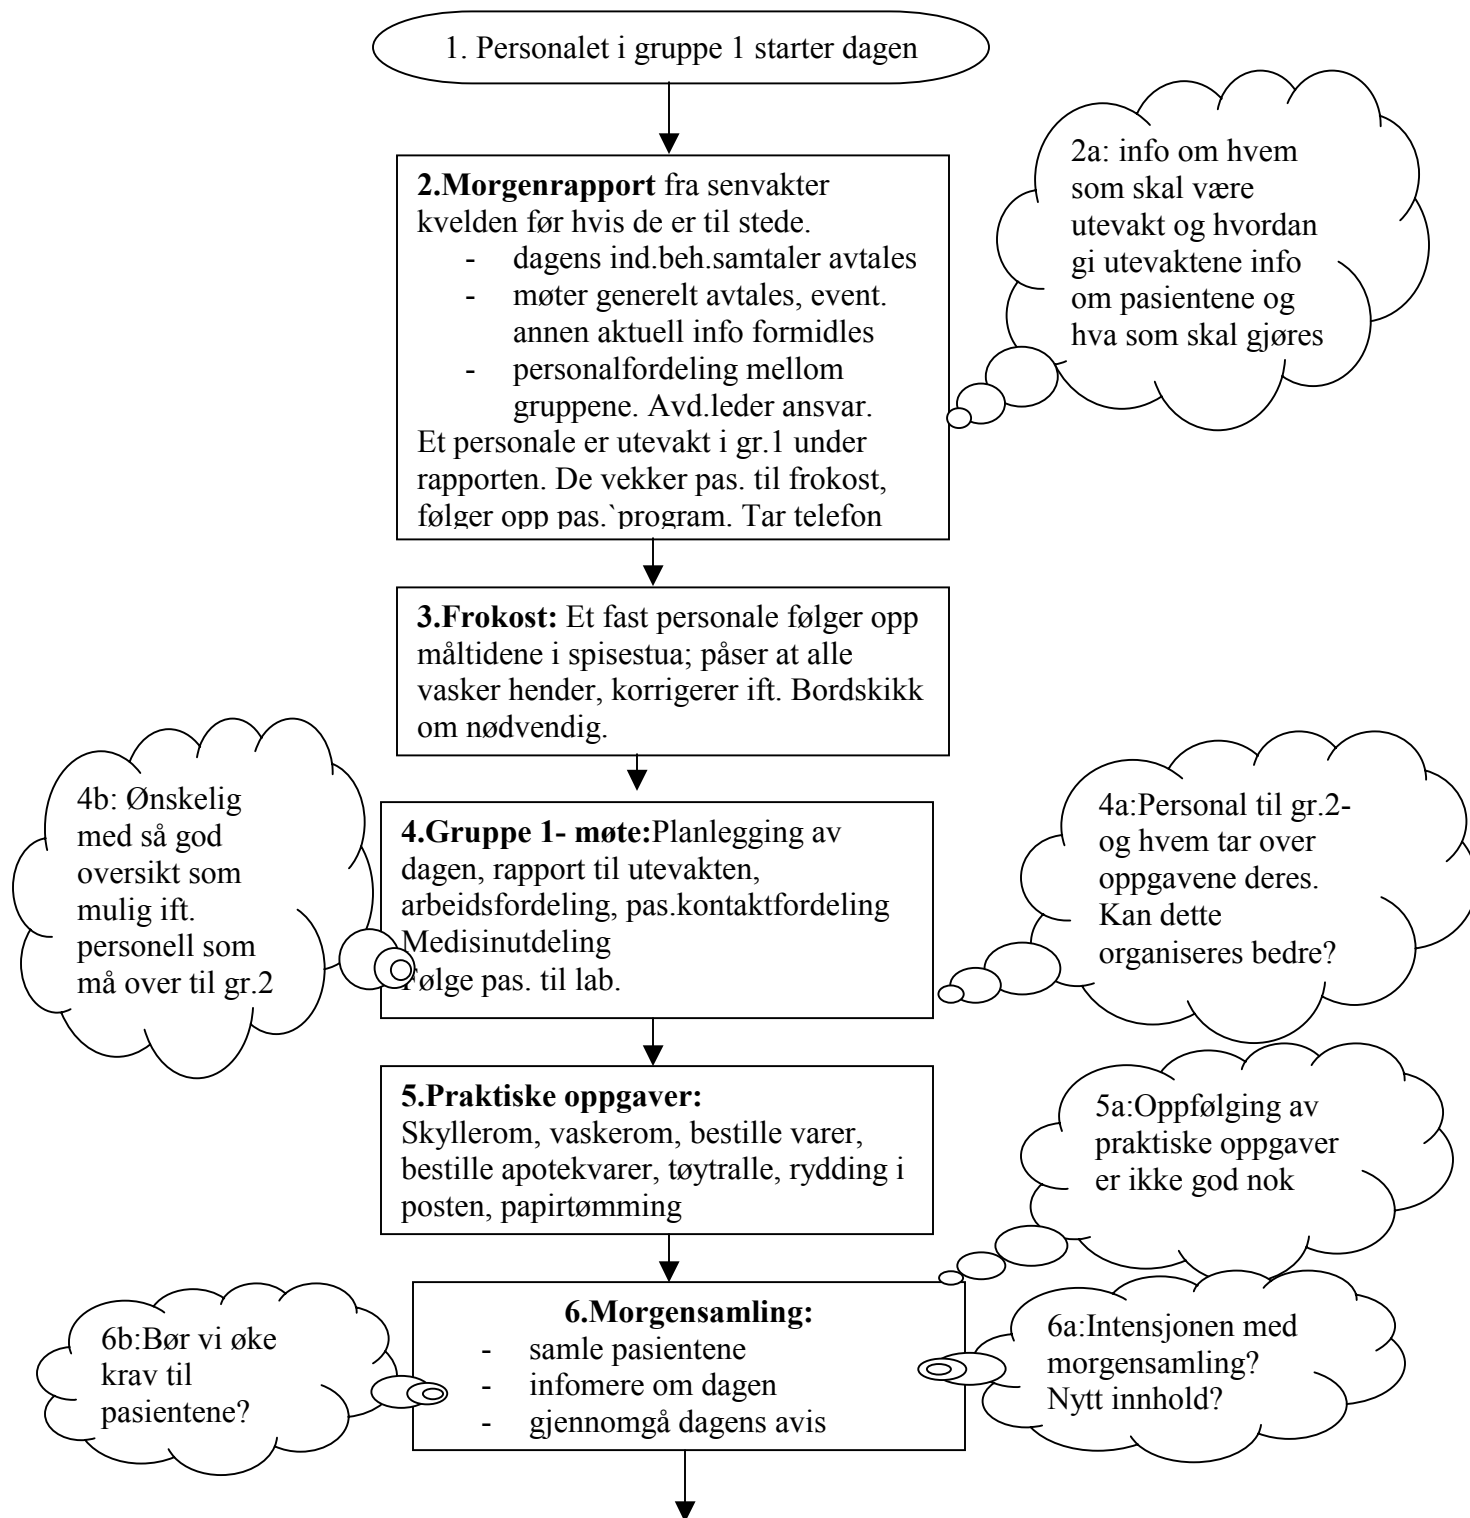 1. Personalet i gruppe 1 starter dagen
2a: info om hvem
som skal være
utevakt og hvordan
gi utevaktene info
om pasientene og
hva som skal gjøres
2.Morgenrapport fra senvakter
kvelden før hvis de er til stede.
- dagens ind.beh.samtaler avtales
- møter generelt avtales, event.
annen aktuell info formidles
- personalfordeling mellom
gruppene. Avd.leder ansvar.
Et personale er utevakt i gr.1 under
rapporten. De vekker pas. til frokost,
følger opp pas.`program. Tar telefon
3.Frokost: Et fast personale følger opp
måltidene i spisestua; påser at alle
vasker hender, korrigerer ift. Bordskikk
om nødvendig.
4b: Ønskelig
med så god
oversikt som
mulig ift.
personell som
må over til gr.2
4.Gruppe 1- møte:Planlegging av
dagen, rapport til utevakten,
arbeidsfordeling, pas.kontaktfordeling
Medisinutdeling
Følge pas. til lab.
4a:Personal til gr.2-
og hvem tar over
oppgavene deres.
Kan dette
organiseres bedre?
5.Praktiske oppgaver:
Skyllerom, vaskerom, bestille varer,
bestille apotekvarer, tøytralle, rydding i
posten, papirtømming
5a:Oppfølging av
praktiske oppgaver
er ikke god nok
6b:Bør vi øke
krav til
pasientene?
6.Morgensamling:
- samle pasientene
- infomere om dagen
- gjennomgå dagens avis
6a:Intensjonen med
morgensamling?
Nytt innhold?